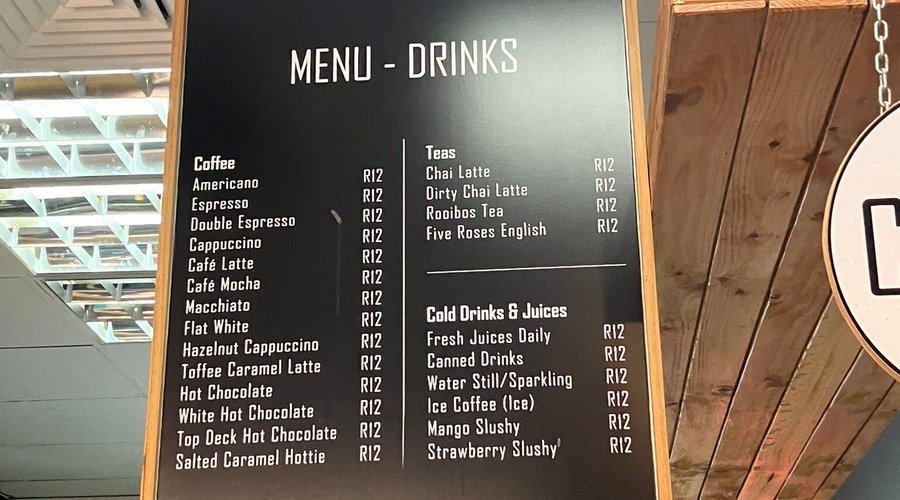 MENU - DRINKS
Coffee
Americano R12
Espresso R12
Double Espresso R12
Cappuccino R12
Café Latte R12
Café Mocha R12
Macchiato R12
Flat White R12
Hazelnut Cappuccino R12
Toffee Caramel Latte R12
Hot Chocolate R12
White Hot Chocolate R12
Top Deck Hot Chocolate R12
Salted Caramel Hottie R12
Teas
Chai Latte R12
Dirty Chai Latte R12
Rooibos Tea R12
Five Roses English R12
Cold Drinks & Juices
Fresh Juices Daily R12
Canned Drinks R12
Water Still/Sparkling R12
Ice Coffee (Ice) R12
Mango Slushy R12
Strawberry Slushy R12